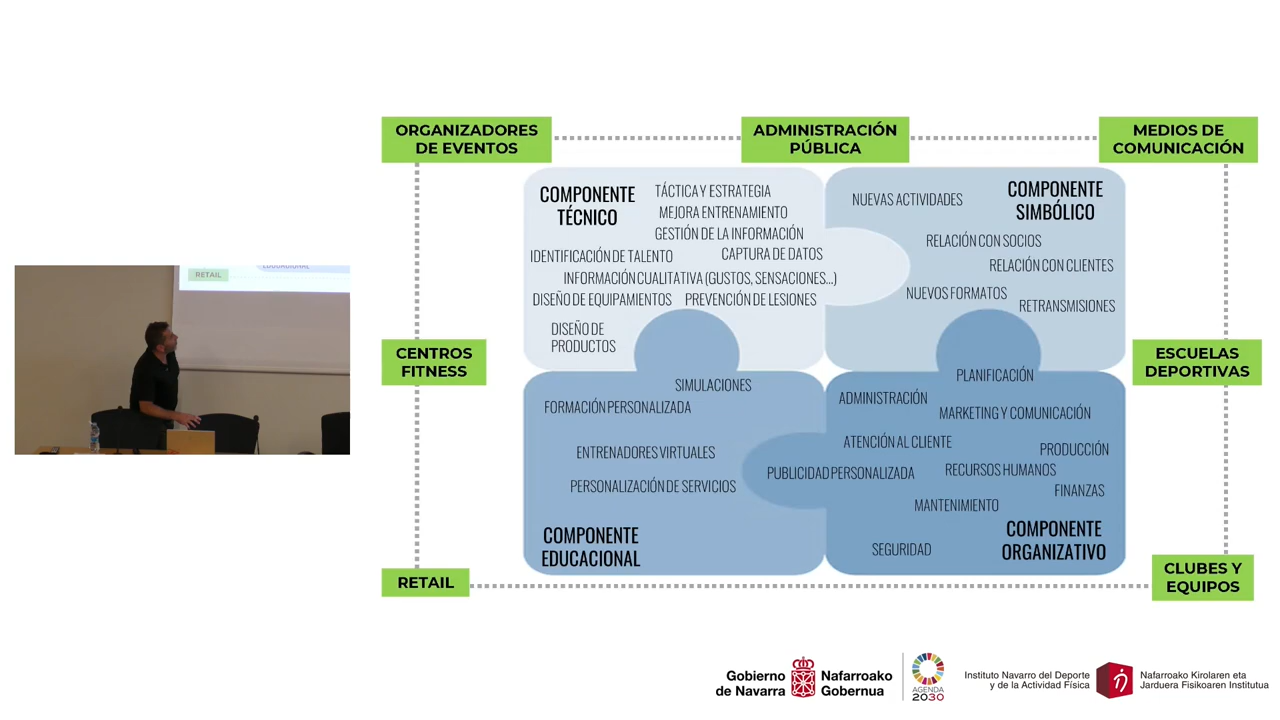 ORGANIZADORES
DE EVENTOS
ADMINISTRACIÓN
PÚBLICA
MEDIOS DE
COMUNICACIÓN
COMPONENTE
TÉCNICO
TÁCTICA Y ESTRATEGIA
MEJORA ENTRENAMIENTO
GESTIÓN DE LA INFORMACIÓN
CAPTURA DE DATOS
IDENTIFICACIÓN DE TALENTO
INFORMACIÓN CUALITATIVA (GUSTOS, SENSACIONES...)
DISEÑO DE EQUIPAMIENTOS
PREVENCIÓN DE LESIONES
DISEÑO DE
PRODUCTOS
NUEVAS ACTIVIDADES
COMPONENTE
SIMBÓLICO
RELACIÓN CON SOCIOS
RELACIÓN CON CLIENTES
NUEVOS FORMATOS
RETRANSMISIONES
CENTROS
FITNESS
ESCUELAS
DEPORTIVAS
SIMULACIONES
FORMACIÓN PERSONALIZADA
ENTRENADORES VIRTUALES
PERSONALIZACIÓN DE SERVICIOS
COMPONENTE
EDUCACIONAL
PLANIFICACIÓN
ADMINISTRACIÓN
MARKETING Y COMUNICACIÓN
ATENCIÓN AL CLIENTE
PRODUCCIÓN
PUBLICIDAD PERSONALIZADA
RECURSOS HUMANOS
FINANZAS
MANTENIMIENTO
COMPONENTE
ORGANIZATIVO
SEGURIDAD
RETAIL
CLUBES Y
EQUIPOS
EDUCACIONAL
RETAIL
Gobierno
de Navarra
Nafarroako
Gobernua
AGENDA
2030
Instituto Navarro del Deporte
y de la Actividad Física
Nafarroako Kirolaren eta
Jarduera Fisikoaren Institutua